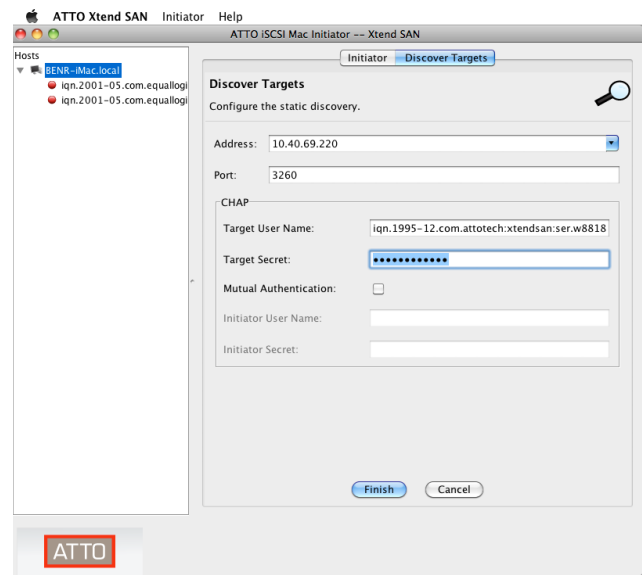 ATTO Xtend SAN Initiator Help
ATTO iSCSI Mac Initiator -- Xtend SAN
Hosts
BENR-iMac.local
iqn.2001-05.com.equallogi
iqn.2001-05.com.equallogi
Initiator Discover Targets
Discover Targets
Configure the static discovery.
Address: 10.40.69.220
Port: 3260
CHAP
Target User Name: iqn.1995-12.com.attotech:xtendsan:ser.w8818
Target Secret: ••••••••••••
Mutual Authentication:
Initiator User Name:
Initiator Secret:
Finish Cancel
ATTO